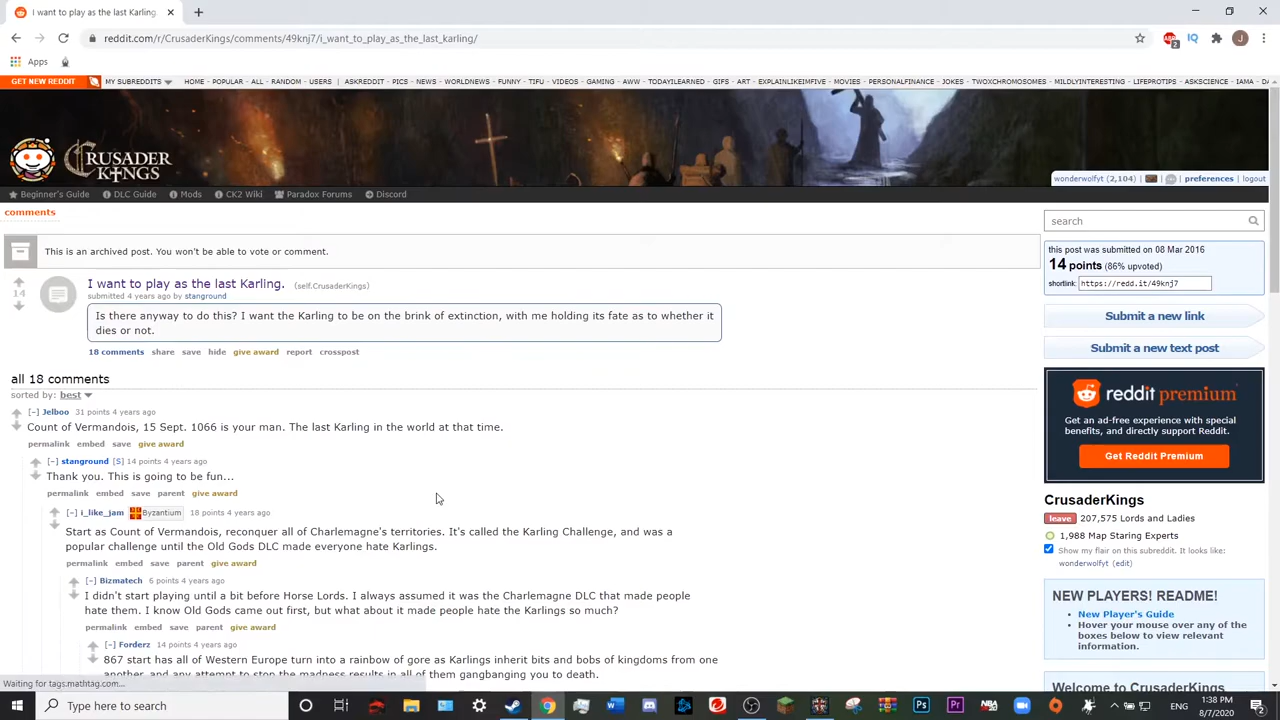 I want to play as the last Karling
reddit.com/r/CrusaderKings/comments/49knj7/i_want_to_play_as_the_last_karling/
2
IQ
J
Apps
GET NEW REDDIT
MY SUBREDDITS
HOME - POPULAR - ALL - RANDOM - USERS | ASKREDDIT - PICS - NEWS - WORLDNEWS - FUNNY - TIFU - VIDEOS - GAMING - AWW - TODAYILEARNED - GIFS - ART - EXPLAINLIKEIMFIVE - MOVIES - PERSONALFINANCE - JOKES - TWOXCHROMOSOMES - MILDLYINTERESTING - LIFEPROTIPS - ASKSCIENCE - IAMA - DA
CRUSADER
KINGS
wonderwolfyt (2,104) | preferences | logout
Beginner's Guide
DLC Guide
Mods
CK2 Wiki
Paradox Forums
Discord
comments
search
This is an archived post. You won't be able to vote or comment.
this post was submitted on 08 Mar 2016
14 points (86% upvoted)
shortlink: https://redd.it/49knj7
14
I want to play as the last Karling. (self.CrusaderKings)
submitted 4 years ago by stanground
Is there anyway to do this? I want the Karling to be on the brink of extinction, with me holding its fate as to whether it
dies or not.
18 comments share save hide give award report crosspost
Submit a new link
Submit a new text post
all 18 comments
sorted by: best
[–] Jelboo 31 points 4 years ago
Count of Vermandois, 15 Sept. 1066 is your man. The last Karling in the world at that time.
permalink embed save give award
[–] stanground [S] 14 points 4 years ago
Thank you. This is going to be fun...
permalink embed save parent give award
[–] i_like_jam Byzantium 18 points 4 years ago
Start as Count of Vermandois, reconquer all of Charlemagne's territories. It's called the Karling Challenge, and was a
popular challenge until the Old Gods DLC made everyone hate Karlings.
permalink embed save parent give award
[–] Bizmatech 6 points 4 years ago
I didn't start playing until a bit before Horse Lords. I always assumed it was the Charlemagne DLC that made people
hate them. I know Old Gods came out first, but what about it made people hate the Karlings so much?
permalink embed save parent give award
[–] Forderz 14 points 4 years ago
867 start has all of Western Europe turn into a rainbow of gore as Karlings inherit bits and bobs of kingdoms from one
another, and any attempt to stop the madness results in all of them gangbanging you to death.
reddit premium
Get an ad-free experience with special
benefits, and directly support Reddit.
Get Reddit Premium
CrusaderKings
leave 207,575 Lords and Ladies
1,988 Map Staring Experts
Show my flair on this subreddit. It looks like:
wonderwolfyt (edit)
NEW PLAYERS! README!
New Player's Guide
Hover your mouse over any of the
boxes below to view relevant
information.
Welcome to CrusaderKings
Waiting for tags.mathtag.com...
Type here to search
W
Ps
Pr
NBA
ENG
1:38 PM
8/7/2020
2